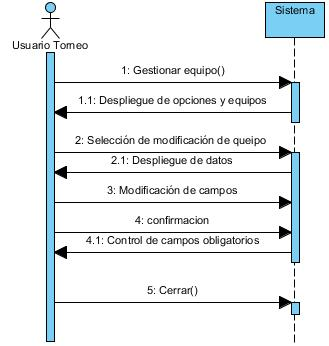 Sistema
Usuario Torneo
1: Gestionar equipo()
1.1: Despliegue de opciones y equipos
2: Selección de modificación de queipo
2.1: Despliegue de datos
3: Modificación de campos
4: confirmacion
4.1: Control de campos obligatorios
5: Cerrar()